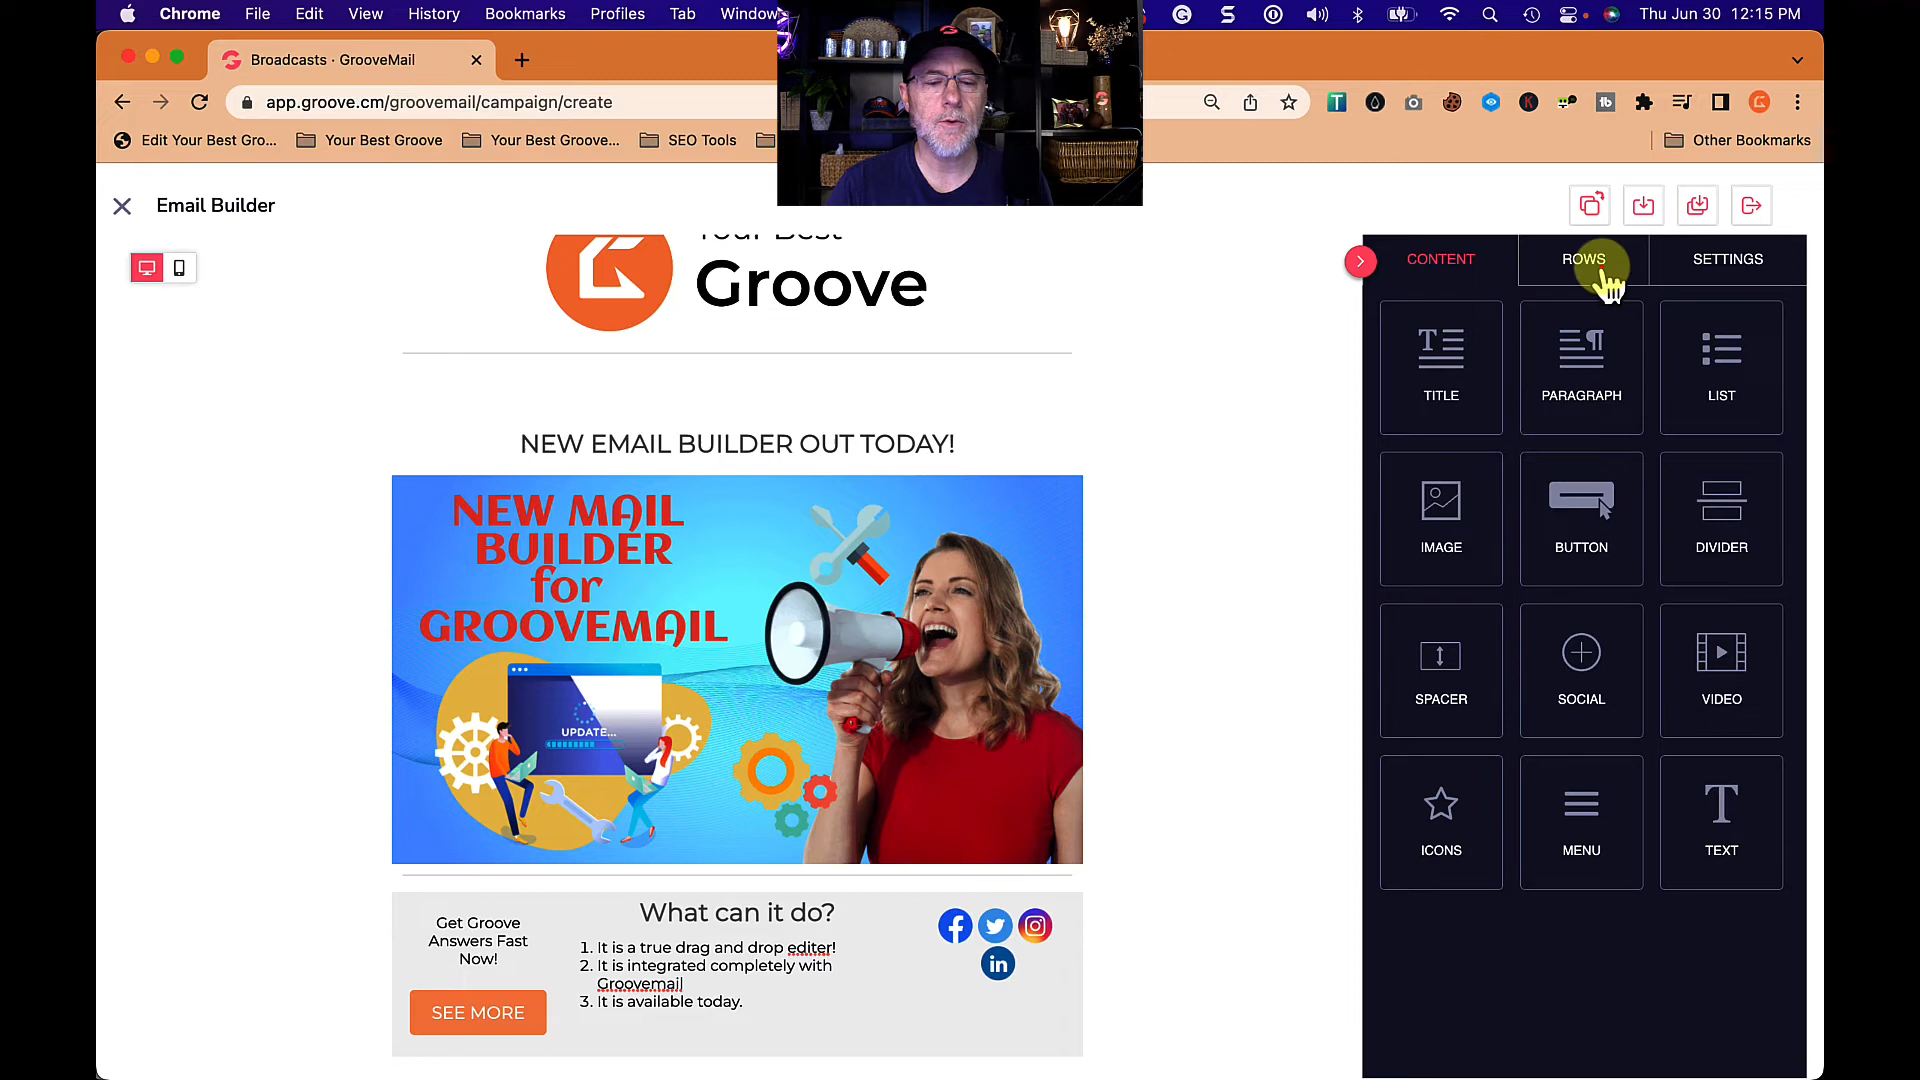 Chrome File Edit View History Bookmarks Profiles Tab Window Thu Jun 30 12:15 PM
Broadcasts · GrooveMail
app.groove.cm/groovemail/campaign/create
Edit Your Best Gro... Your Best Groove Your Best Groove... SEO Tools Other Bookmarks
Email Builder
Your Best
Groove
CONTENT ROWS SETTINGS
TITLE PARAGRAPH LIST
IMAGE BUTTON DIVIDER
SPACER SOCIAL VIDEO
ICONS MENU TEXT
NEW EMAIL BUILDER OUT TODAY!
NEW MAIL
BUILDER
for
GROOVEMAIL
UPDATE...
Get Groove
Answers Fast
Now!
SEE MORE
What can it do?
1. It is a true drag and drop editer!
2. It is integrated completely with
Groovemail
3. It is available today.